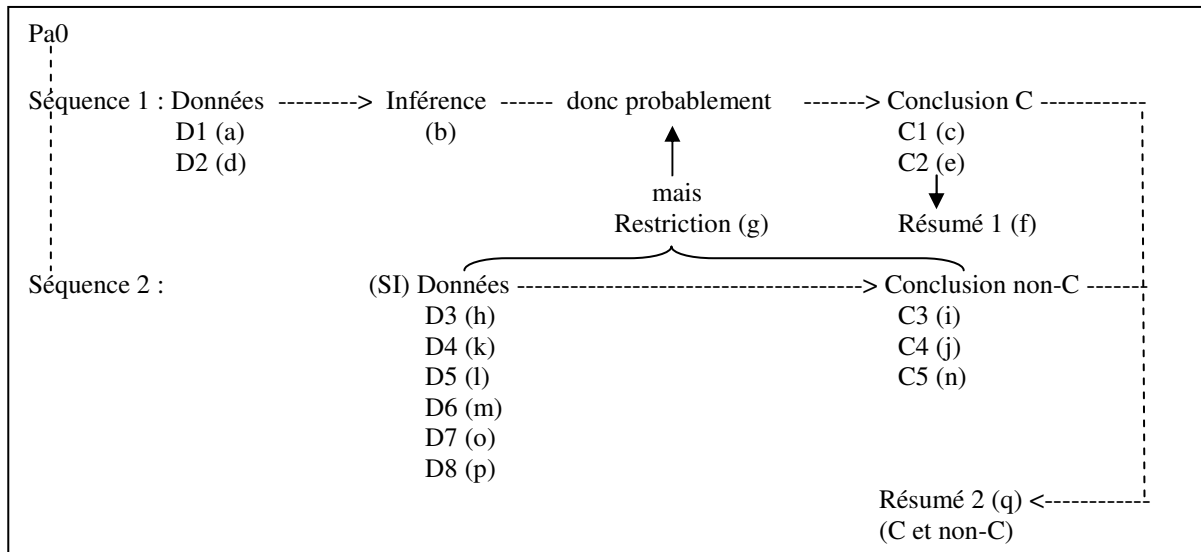 Pa0
Séquence 1 : Données ---------> Inférence ------ donc probablement ------> Conclusion C ------------
D1 (a) (b) C1 (c)
D2 (d) C2 (e)
mais
Restriction (g) Résumé 1 (f)
Séquence 2 : (SI) Données ------------------------------------------> Conclusion non-C -------
D3 (h) C3 (i)
D4 (k) C4 (j)
D5 (l) C5 (n)
D6 (m)
D7 (o)
D8 (p)
Résumé 2 (q) <------------
(C et non-C)